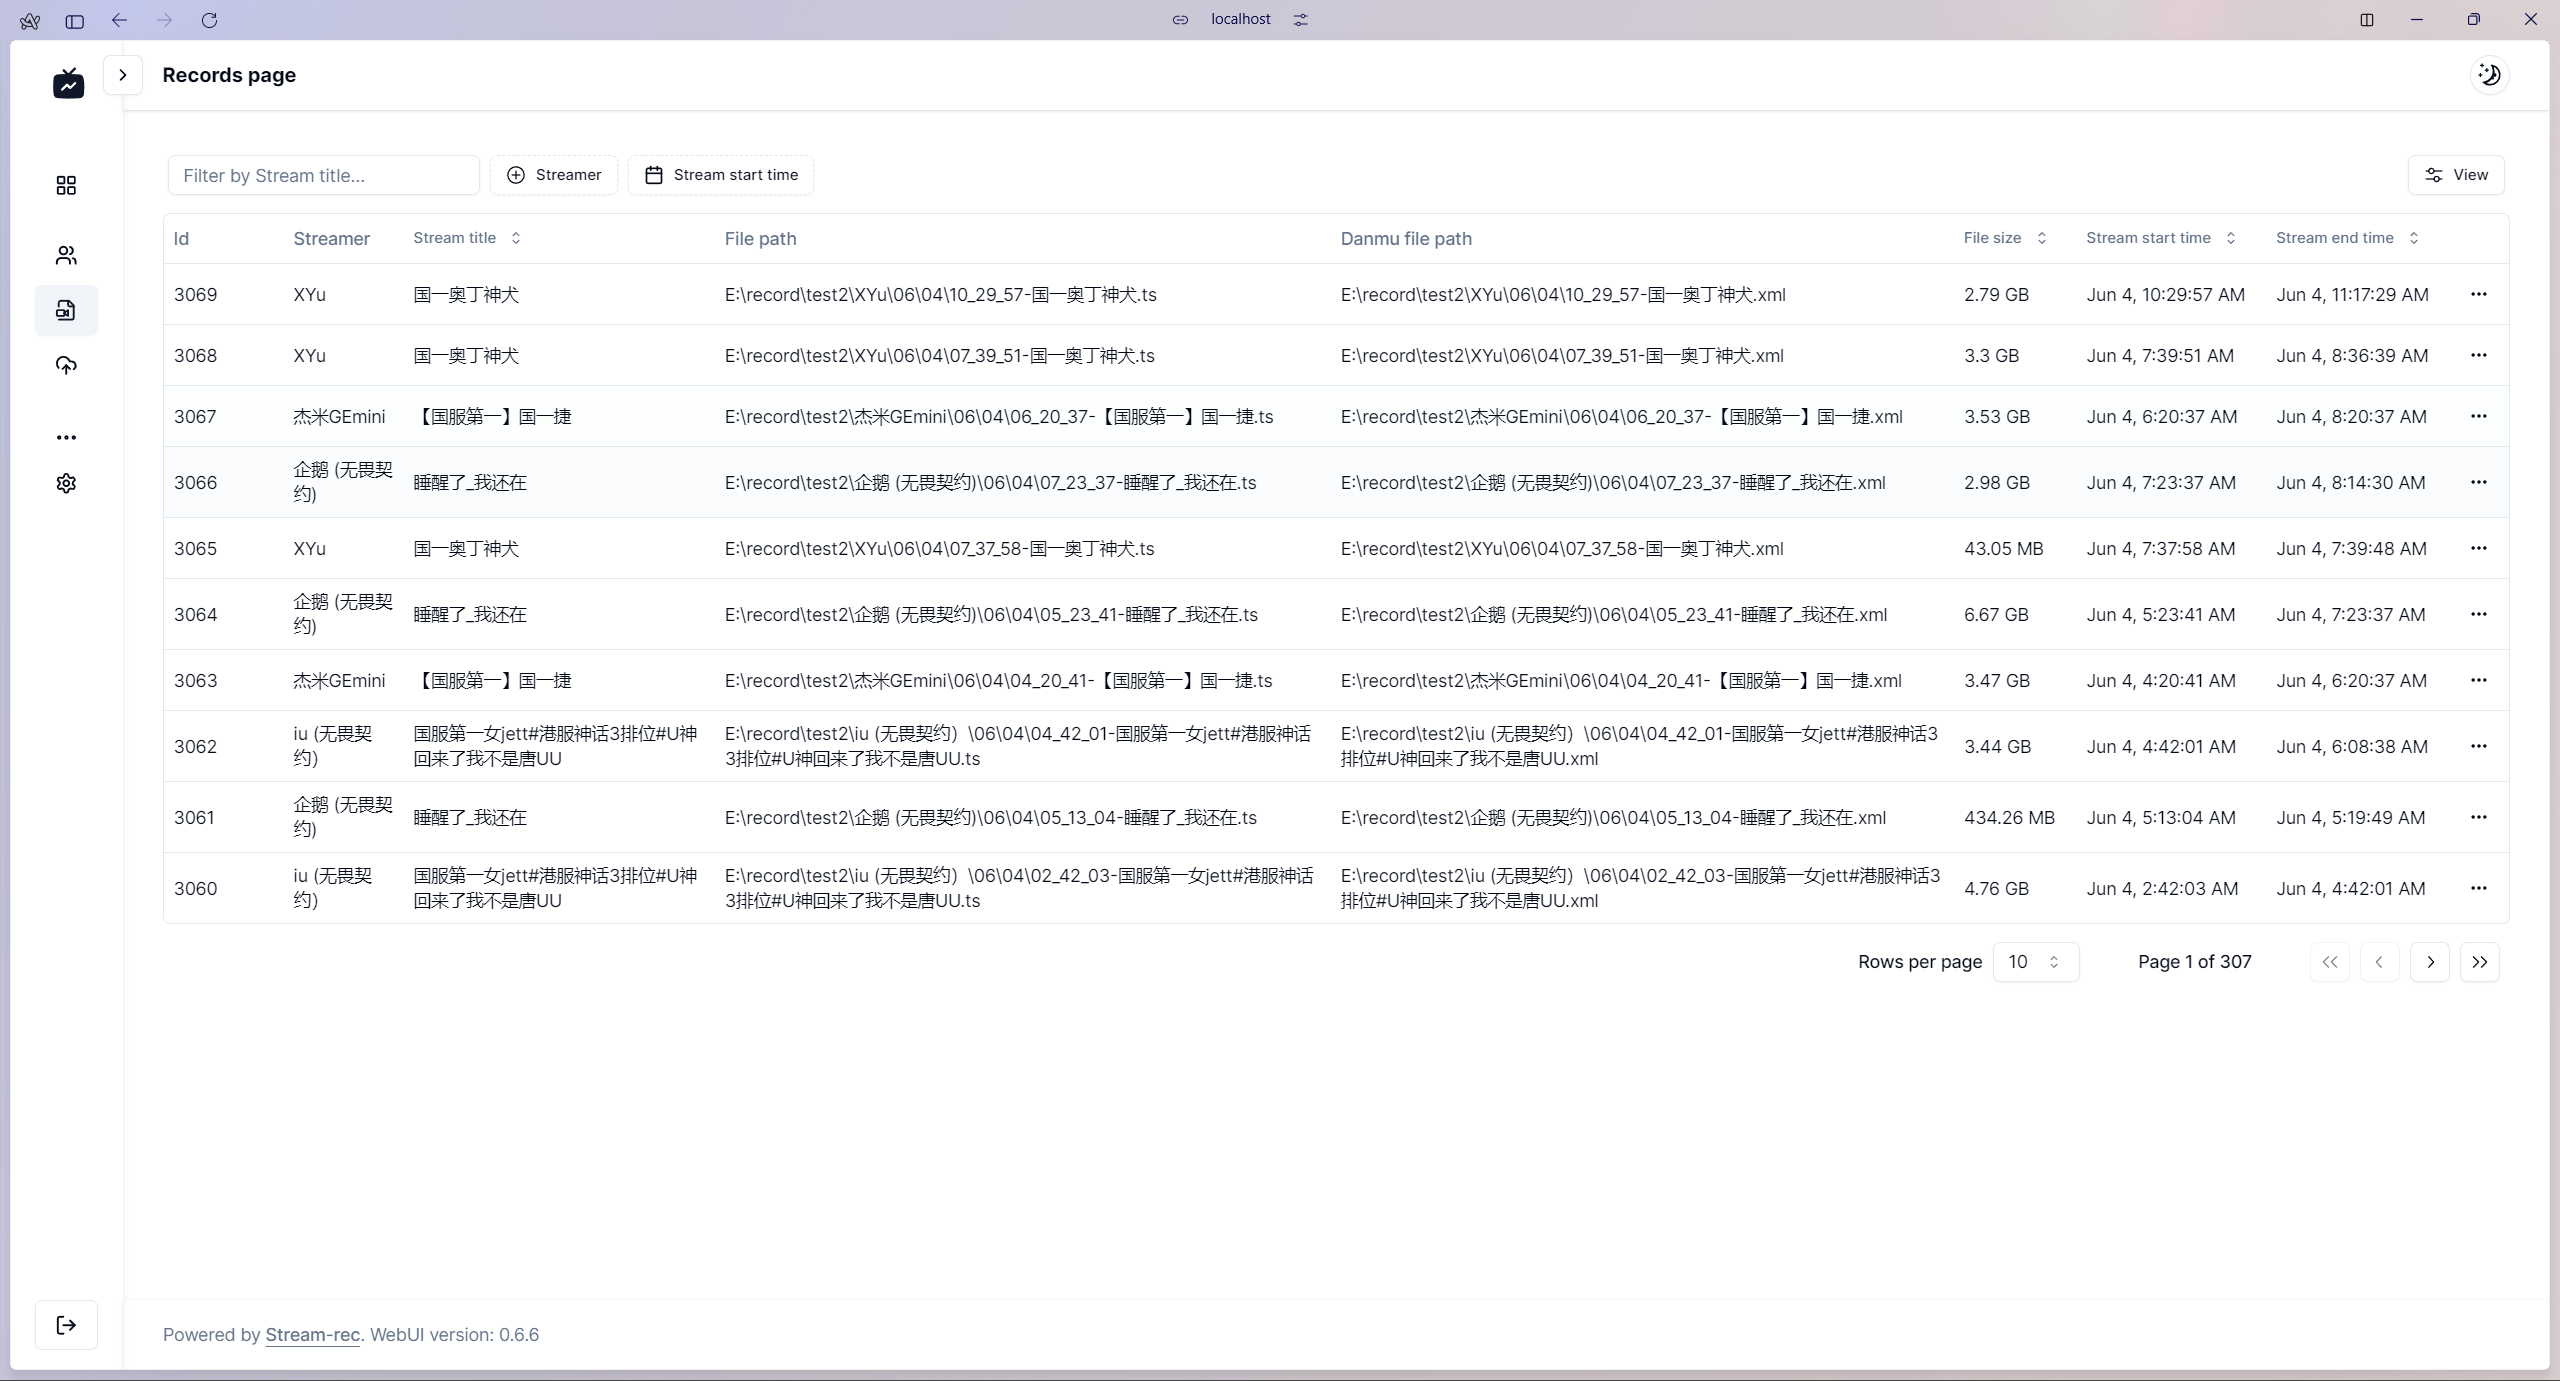 localhost
Records page
Filter by Stream title...
Streamer
Stream start time
View
Id Streamer Stream title File path Danmu file path File size Stream start time Stream end time
3069 XYu 国一奥丁神犬 E:\record\test2\XYu\06\04\10_29_57-国一奥丁神犬.ts E:\record\test2\XYu\06\04\10_29_57-国一奥丁神犬.xml 2.79 GB Jun 4, 10:29:57 AM Jun 4, 11:17:29 AM
3068 XYu 国一奥丁神犬 E:\record\test2\XYu\06\04\07_39_51-国一奥丁神犬.ts E:\record\test2\XYu\06\04\07_39_51-国一奥丁神犬.xml 3.3 GB Jun 4, 7:39:51 AM Jun 4, 8:36:39 AM
3067 杰米GEmini 【国服第一】国一捷 E:\record\test2\杰米GEmini\06\04\06_20_37-【国服第一】国一捷.ts E:\record\test2\杰米GEmini\06\04\06_20_37-【国服第一】国一捷.xml 3.53 GB Jun 4, 6:20:37 AM Jun 4, 8:20:37 AM
3066 企鹅 (无畏契
约) 睡醒了_我还在 E:\record\test2\企鹅 (无畏契约)\06\04\07_23_37-睡醒了_我还在.ts E:\record\test2\企鹅 (无畏契约)\06\04\07_23_37-睡醒了_我还在.xml 2.98 GB Jun 4, 7:23:37 AM Jun 4, 8:14:30 AM
3065 XYu 国一奥丁神犬 E:\record\test2\XYu\06\04\07_37_58-国一奥丁神犬.ts E:\record\test2\XYu\06\04\07_37_58-国一奥丁神犬.xml 43.05 MB Jun 4, 7:37:58 AM Jun 4, 7:39:48 AM
3064 企鹅 (无畏契
约) 睡醒了_我还在 E:\record\test2\企鹅 (无畏契约)\06\04\05_23_41-睡醒了_我还在.ts E:\record\test2\企鹅 (无畏契约)\06\04\05_23_41-睡醒了_我还在.xml 6.67 GB Jun 4, 5:23:41 AM Jun 4, 7:23:37 AM
3063 杰米GEmini 【国服第一】国一捷 E:\record\test2\杰米GEmini\06\04\04_20_41-【国服第一】国一捷.ts E:\record\test2\杰米GEmini\06\04\04_20_41-【国服第一】国一捷.xml 3.47 GB Jun 4, 4:20:41 AM Jun 4, 6:20:37 AM
3062 iu (无畏契 国服第一女jett#港服神话3排位#U神 E:\record\test2\iu (无畏契约）\06\04\04_42_01-国服第一女jett#港服神话 E:\record\test2\iu (无畏契约）\06\04\04_42_01-国服第一女jett#港服神话3 3.44 GB Jun 4, 4:42:01 AM Jun 4, 6:08:38 AM
约） 回来了我不是唐UU 3排位#U神回来了我不是唐UU.ts 排位#U神回来了我不是唐UU.xml
3061 企鹅 (无畏契
约) 睡醒了_我还在 E:\record\test2\企鹅 (无畏契约)\06\04\05_13_04-睡醒了_我还在.ts E:\record\test2\企鹅 (无畏契约)\06\04\05_13_04-睡醒了_我还在.xml 434.26 MB Jun 4, 5:13:04 AM Jun 4, 5:19:49 AM
3060 iu (无畏契 国服第一女jett#港服神话3排位#U神 E:\record\test2\iu (无畏契约）\06\04\02_42_03-国服第一女jett#港服神话 E:\record\test2\iu (无畏契约）\06\04\02_42_03-国服第一女jett#港服神话3 4.76 GB Jun 4, 2:42:03 AM Jun 4, 4:42:01 AM
约） 回来了我不是唐UU 3排位#U神回来了我不是唐UU.ts 排位#U神回来了我不是唐UU.xml
Rows per page 10 Page 1 of 307
Powered by Stream-rec. WebUI version: 0.6.6